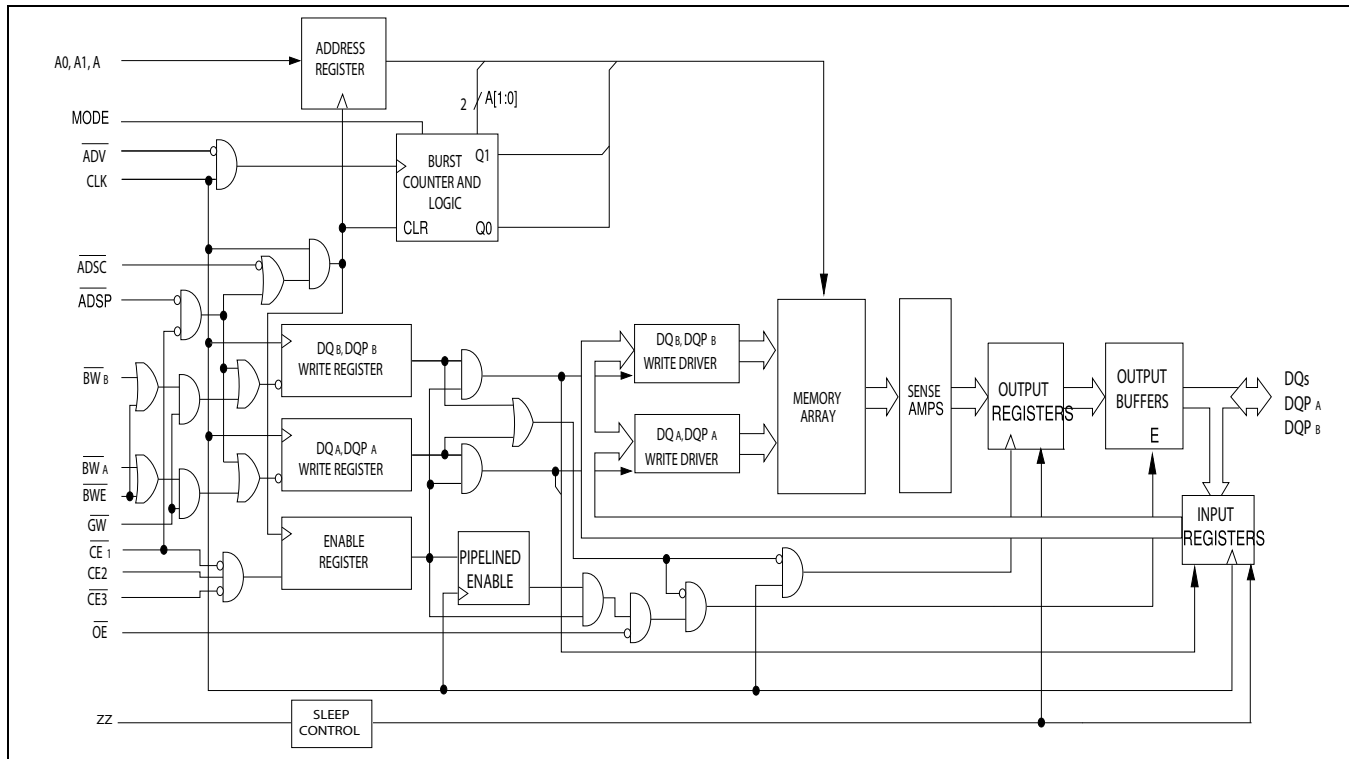 A0, A1, A
ADDRESS
REGISTER
2
A[1:0]
MODE
ADV
CLK
BURST
COUNTER AND
LOGIC
Q1
CLR
Q0
ADSC
ADSP
DQ B, DQP B
WRITE REGISTER
DQ B, DQP B
WRITE DRIVER
MEMORY
ARRAY
SENSE
AMPS
OUTPUT
REGISTERS
OUTPUT
BUFFERS
E
DQs
DQP A
DQP B
BW B
DQ A, DQP A
WRITE REGISTER
DQ A, DQP A
WRITE DRIVER
BW A
BWE
GW
CE 1
CE2
CE3
ENABLE
REGISTER
PIPELINED
ENABLE
INPUT
REGISTERS
OE
ZZ
SLEEP
CONTROL